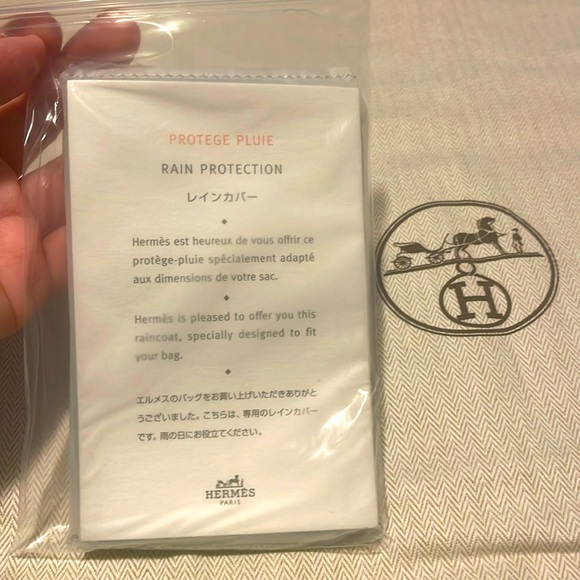 PROTEGE PLUIE
RAIN PROTECTION
レインカバー
Hermès est heureux de vous offrir ce
protège-pluie spécialement adapté
aux dimensions de votre sac.
Hermès is pleased to offer you this
raincoat, specially designed to fit
your bag.
エルメスのバッグをお買い上げいただきありがと
うございました。こちらは、専用のレインカバー
です。雨の日にお役立てください。
HERMÈS
PARIS
H